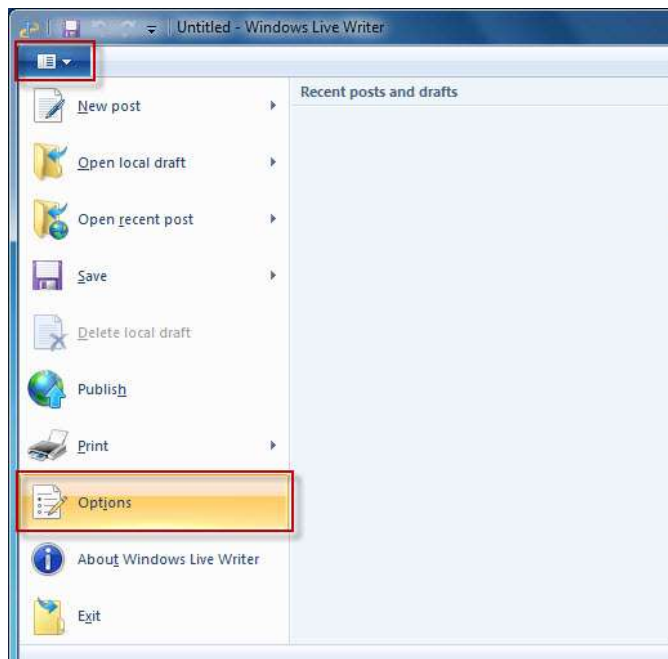 Untitled - Windows Live Writer
Recent posts and drafts
New post
Open local draft
Open recent post
Save
Delete local draft
Publish
Print
Options
About Windows Live Writer
Exit